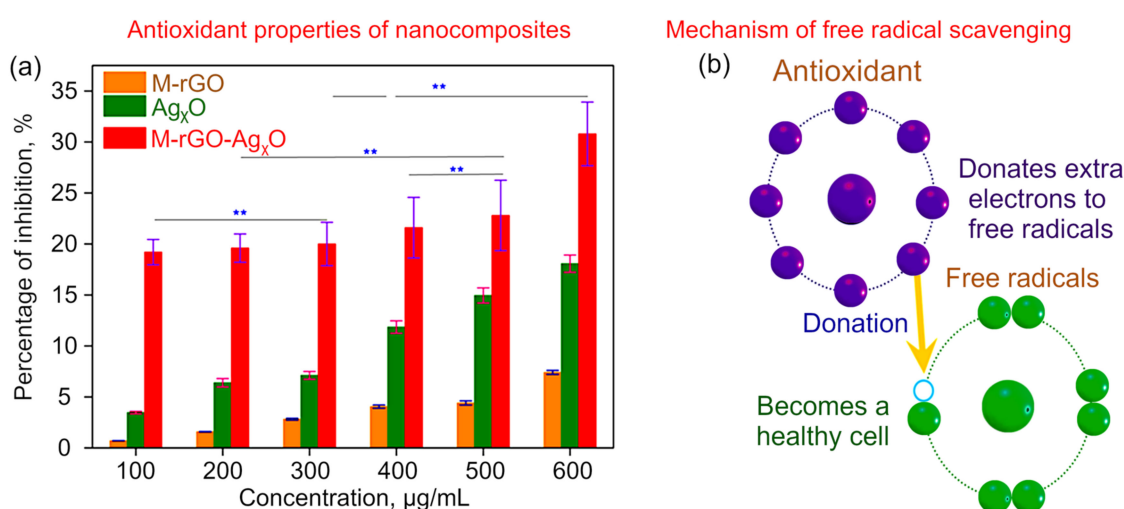 Antioxidant properties of nanocomposites
Mechanism of free radical scavenging
(a)
M-rGO
AgₓO
M-rGO-AgₓO
**
**
**
**
Percentage of inhibition, %
35
30
25
20
15
10
5
0
100 200 300 400 500 600
Concentration, µg/mL
(b)
Antioxidant
Donates extra
electrons to
free radicals
Free radicals
Donation
Becomes a
healthy cell